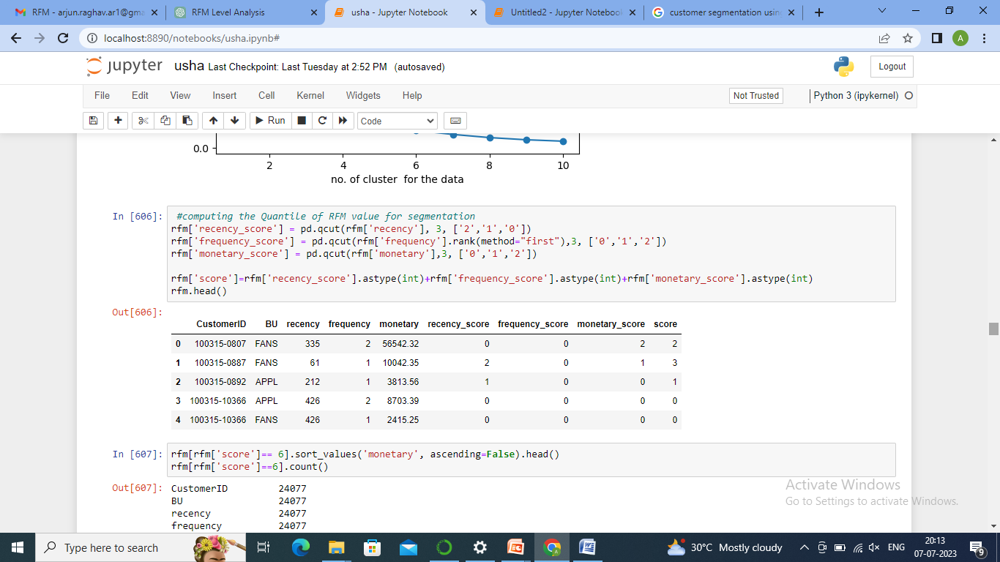 RFM - arjun.raghav.ar1@gma
RFM Level Analysis
usha - Jupyter Notebook
Untitled2 - Jupyter Notebook
customer segmentation usin
localhost:8890/notebooks/usha.ipynb#
A
jupyter usha Last Checkpoint: Last Tuesday at 2:52 PM (autosaved)
Logout
File Edit View Insert Cell Kernel Widgets Help
Not Trusted
Python 3 (ipykernel)
Run
Code
0.0
2 4 6 8 10
no. of cluster for the data
In [606]: #computing the Quantile of RFM value for segmentation
rfm['recency_score'] = pd.qcut(rfm['recency'], 3, ['2','1','0'])
rfm['frequency_score'] = pd.qcut(rfm['frequency'].rank(method="first"),3, ['0','1','2'])
rfm['monetary_score'] = pd.qcut(rfm['monetary'],3, ['0','1','2'])
rfm['score']=rfm['recency_score'].astype(int)+rfm['frequency_score'].astype(int)+rfm['monetary_score'].astype(int)
rfm.head()
Out[606]:
CustomerID BU recency frequency monetary recency_score frequency_score monetary_score score
0 100315-0807 FANS 335 2 56542.32 0 0 2 2
1 100315-0887 FANS 61 1 10042.35 2 0 1 3
2 100315-0892 APPL 212 1 3813.56 1 0 0 1
3 100315-10366 APPL 426 2 8703.39 0 0 0 0
4 100315-10366 FANS 426 1 2415.25 0 0 0 0
In [607]: rfm[rfm['score']== 6].sort_values('monetary', ascending=False).head()
rfm[rfm['score']==6].count()
Out[607]: CustomerID 24077
BU 24077
recency 24077
frequency 24077
Activate Windows
Go to Settings to activate Windows.
Type here to search
30°C Mostly cloudy
ENG
20:13
07-07-2023
9